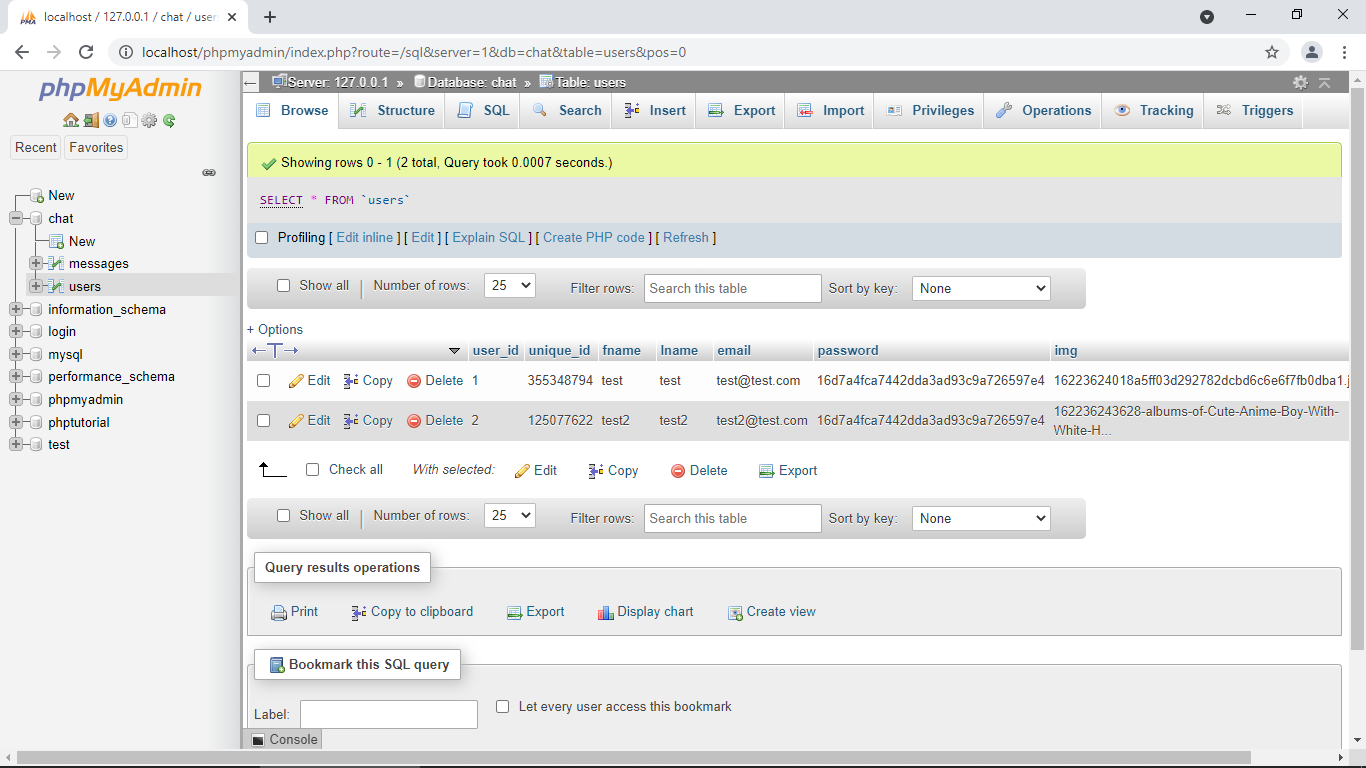 localhost / 127.0.0.1 / chat / user
localhost/phpmyadmin/index.php?route=/sql&server=1&db=chat&table=users&pos=0
phpMyAdmin
Recent Favorites
New
chat
New
messages
users
information_schema
login
mysql
performance_schema
phpmyadmin
phptutorial
test
Server: 127.0.0.1 » Database: chat » Table: users
Browse Structure SQL Search Insert Export Import Privileges Operations Tracking Triggers
Showing rows 0 - 1 (2 total, Query took 0.0007 seconds.)
SELECT * FROM `users`
Profiling [ Edit inline ] [ Edit ] [ Explain SQL ] [ Create PHP code ] [ Refresh ]
Show all Number of rows: 25 Filter rows: Search this table Sort by key: None
+ Options
user_id unique_id fname lname email password img
Edit Copy Delete 1 355348794 test test test@test.com 16d7a4fca7442dda3ad93c9a726597e4 16223624018a5ff03d292782dcbd6c6e6f7fb0dba1.j
Edit Copy Delete 2 125077622 test2 test2 test2@test.com 16d7a4fca7442dda3ad93c9a726597e4 162236243628-albums-of-Cute-Anime-Boy-With-
White-H...
Check all With selected: Edit Copy Delete Export
Show all Number of rows: 25 Filter rows: Search this table Sort by key: None
Query results operations
Print Copy to clipboard Export Display chart Create view
Bookmark this SQL query
Label: Let every user access this bookmark
Console